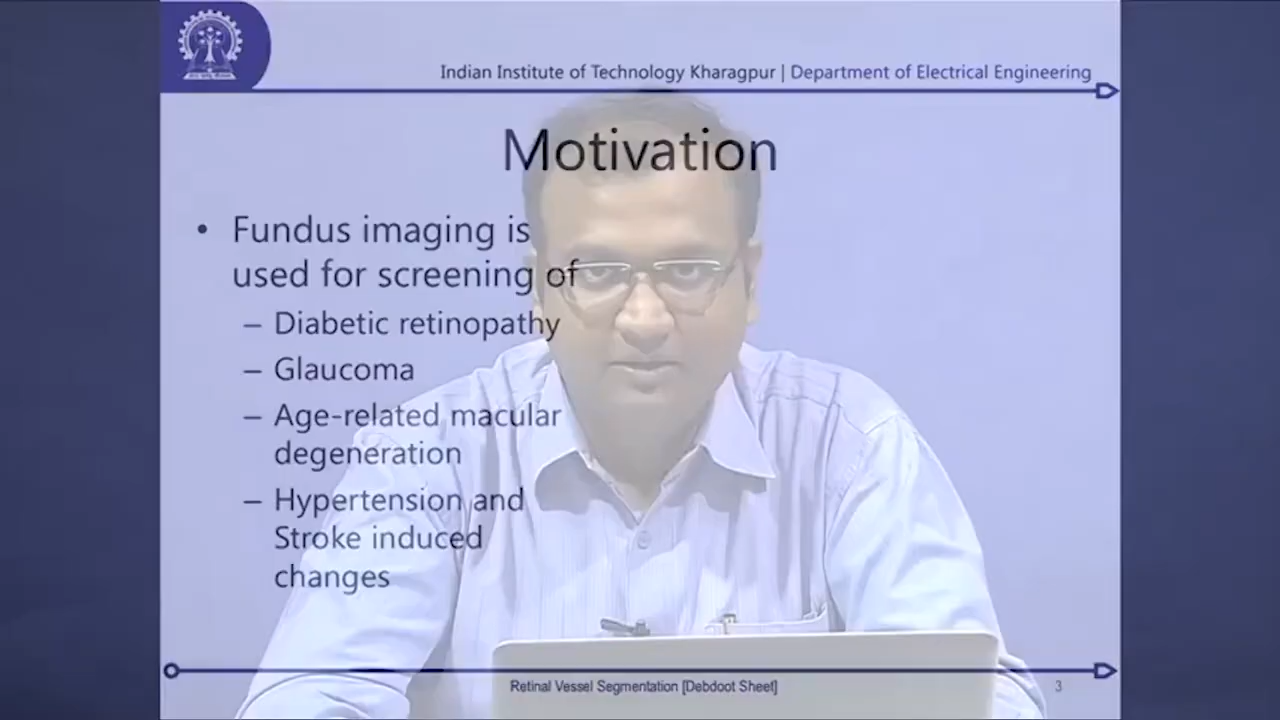 Indian Institute of Technology Kharagpur | Department of Electrical Engineering
Motivation
• Fundus imaging is
used for screening of
– Diabetic retinopathy
– Glaucoma
– Age-related macular
degeneration
– Hypertension and
Stroke induced
changes
Retinal Vessel Segmentation [Debdoot Sheet]
3